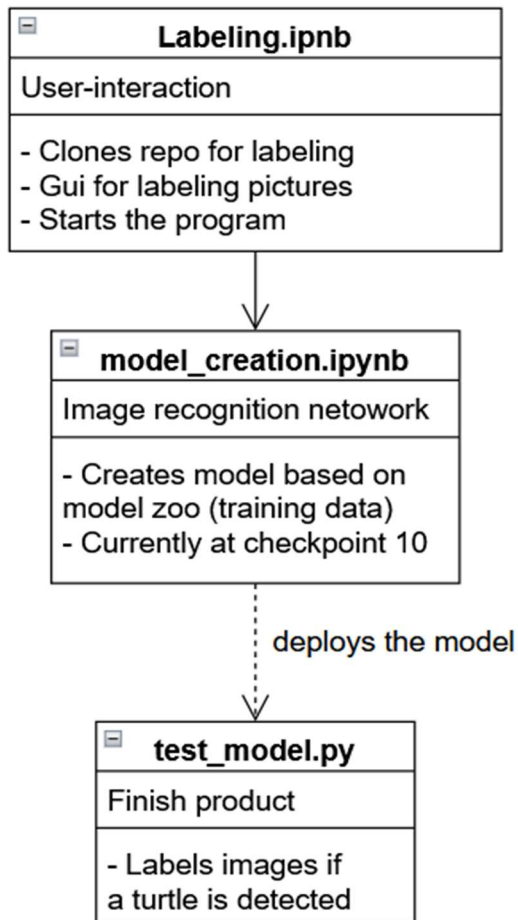 Labeling.ipnb
User-interaction
- Clones repo for labeling
- Gui for labeling pictures
- Starts the program
model_creation.ipynb
Image recognition netowork
- Creates model based on
model zoo (training data)
- Currently at checkpoint 10
deploys the model
test_model.py
Finish product
- Labels images if
a turtle is detected